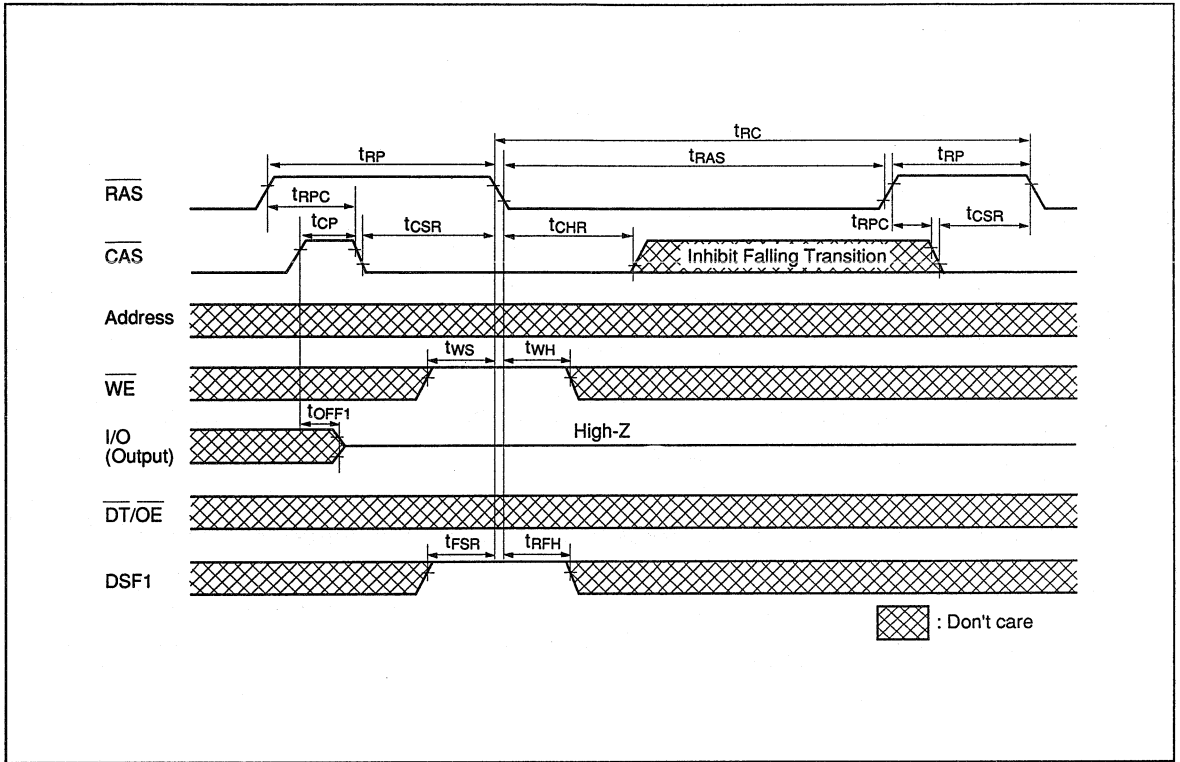 tRC
tRP tRAS tRP
RAS
tRPC tRPC tCSR
tCP tCSR tCHR
CAS Inhibit Falling Transition
Address
tWS tWH
WE
tOFF1
I/O High-Z
(Output)
DT/OE
tFSR tRFH
DSF1
: Don't care